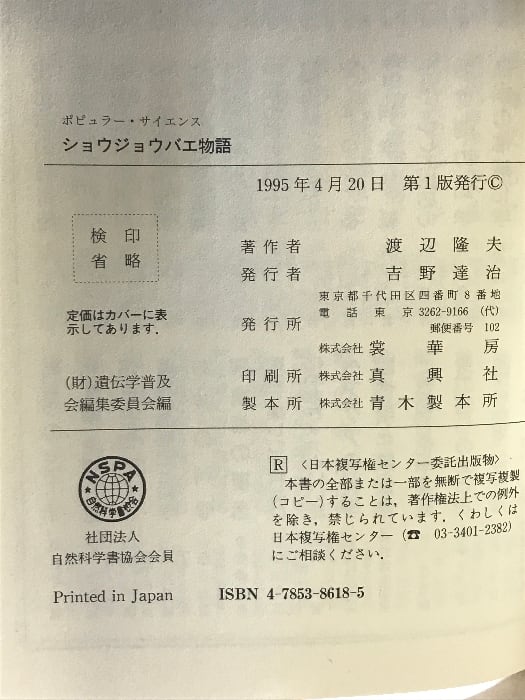 ポピュラー・サイエンス
ショウジョウバエ物語
1995年4月20日 第1版発行©
検印
省略
定価はカバーに表
示してあります.
(財)遺伝学普及
会編集委員会編
著作者 渡辺隆夫
発行者 吉野達治
発行所
東京都千代田区四番町8番地
電話 東京 3262-9166 (代)
郵便番号 102
株式会社 裳華房
印刷所 株式会社 真興社
製本所 株式会社 青木製本所
NSPA
自然科学書協会
社団法人
自然科学書協会会員
R 〈日本複写権センター委託出版物〉
本書の全部または一部を無断で複写複製
(コピー)することは,著作権法上での例外
を除き,禁じられています.くわしくは
日本複写権センター(☎ 03-3401-2382)
にご相談ください.
Printed in Japan
ISBN 4-7853-8618-5